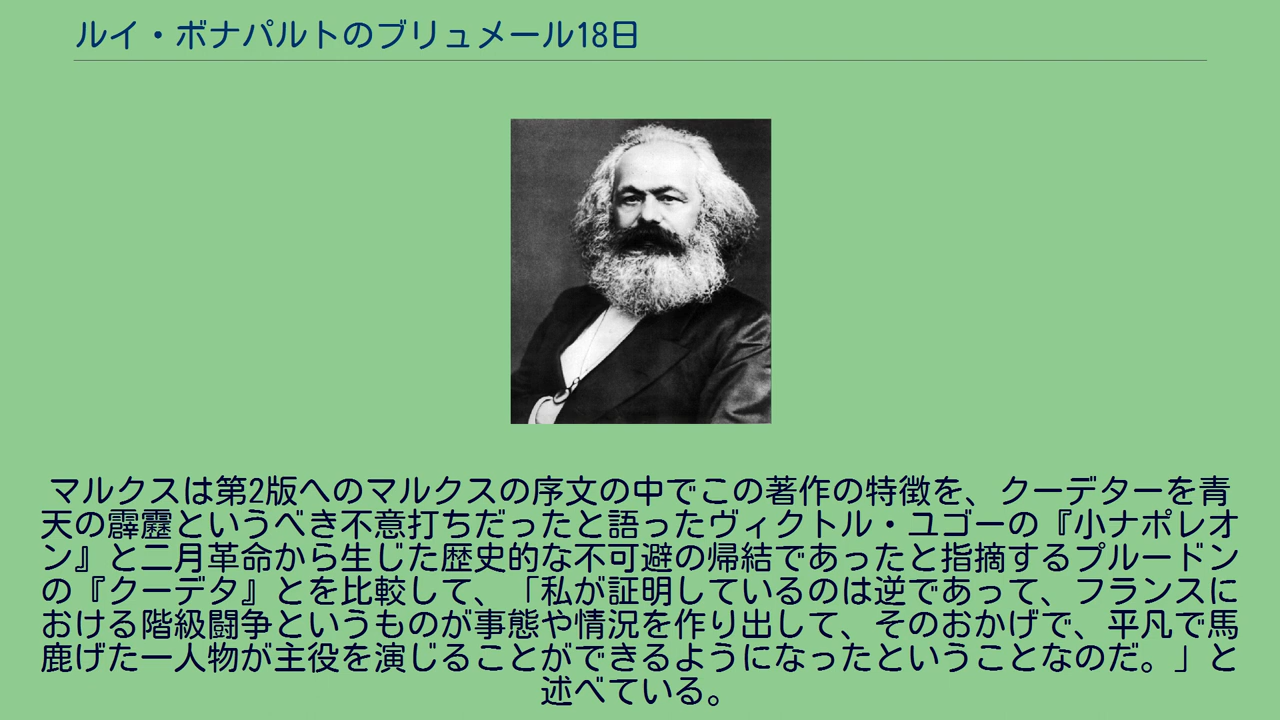 ルイ・ボナパルトのブリュメール18日
マルクスは第2版へのマルクスの序文の中でこの著作の特徴を、クーデターを青
天の霹靂というべき不意打ちだったと語ったヴィクトル・ユゴーの『小ナポレオ
ン』と二月革命から生じた歴史的な不可避の帰結であったと指摘するプルードン
の『クーデタ』とを比較して、「私が証明しているのは逆であって、フランスに
おける階級闘争というものが事態や情況を作り出して、そのおかげで、平凡で馬
鹿げた一人物が主役を演じることができるようになったということなのだ。」と
述べている。